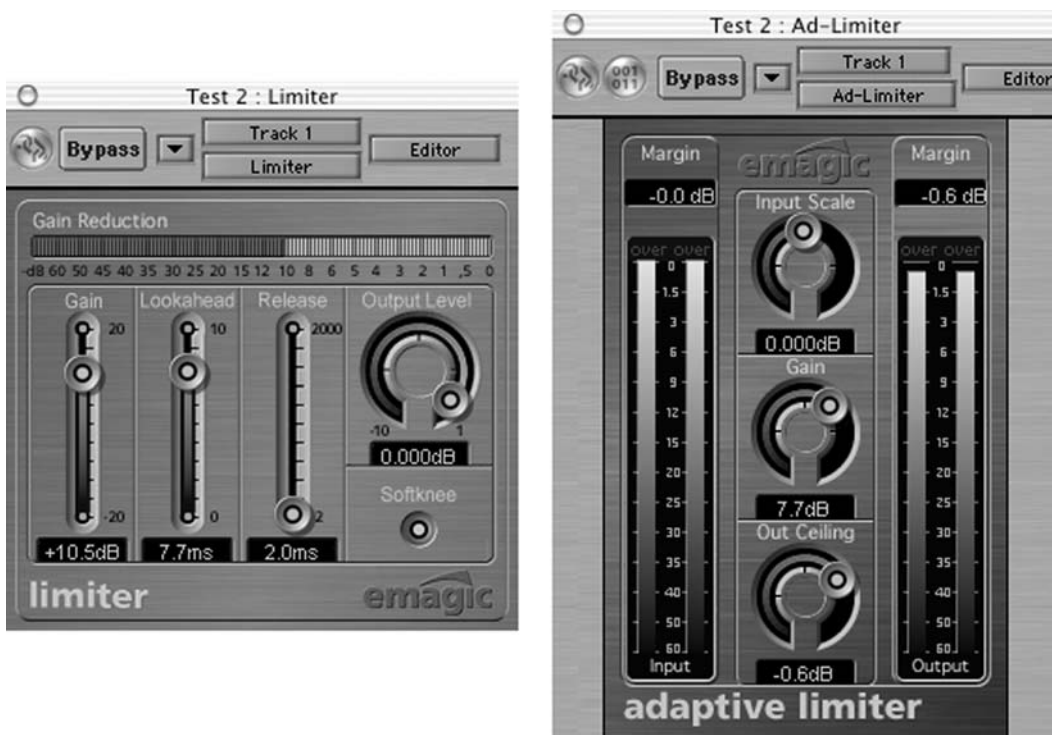 Test 2 : Limiter
Bypass
Track 1
Limiter
Editor
Gain Reduction
-dB 60 50 45 40 35 30 25 20 15 12 10 8 6 5 4 3 2 1 ,5 0
Gain
20
-20
+10.5dB
Lookahead
10
0
7.7ms
Release
2000
2
2.0ms
Output Level
-10 1
0.000dB
Softknee
limiter
emagic
Test 2 : Ad-Limiter
001
011
Bypass
Track 1
Ad-Limiter
Editor
Margin
-0.0 dB
over over
0
1.5
3
6
9
12
15
20
25
30
35
40
50
60
Input
emagic
Input Scale
0.000dB
Gain
7.7dB
Out Ceiling
-0.6dB
Margin
-0.6 dB
over over
0
1.5
3
6
9
12
15
20
25
30
35
40
50
60
Output
adaptive limiter